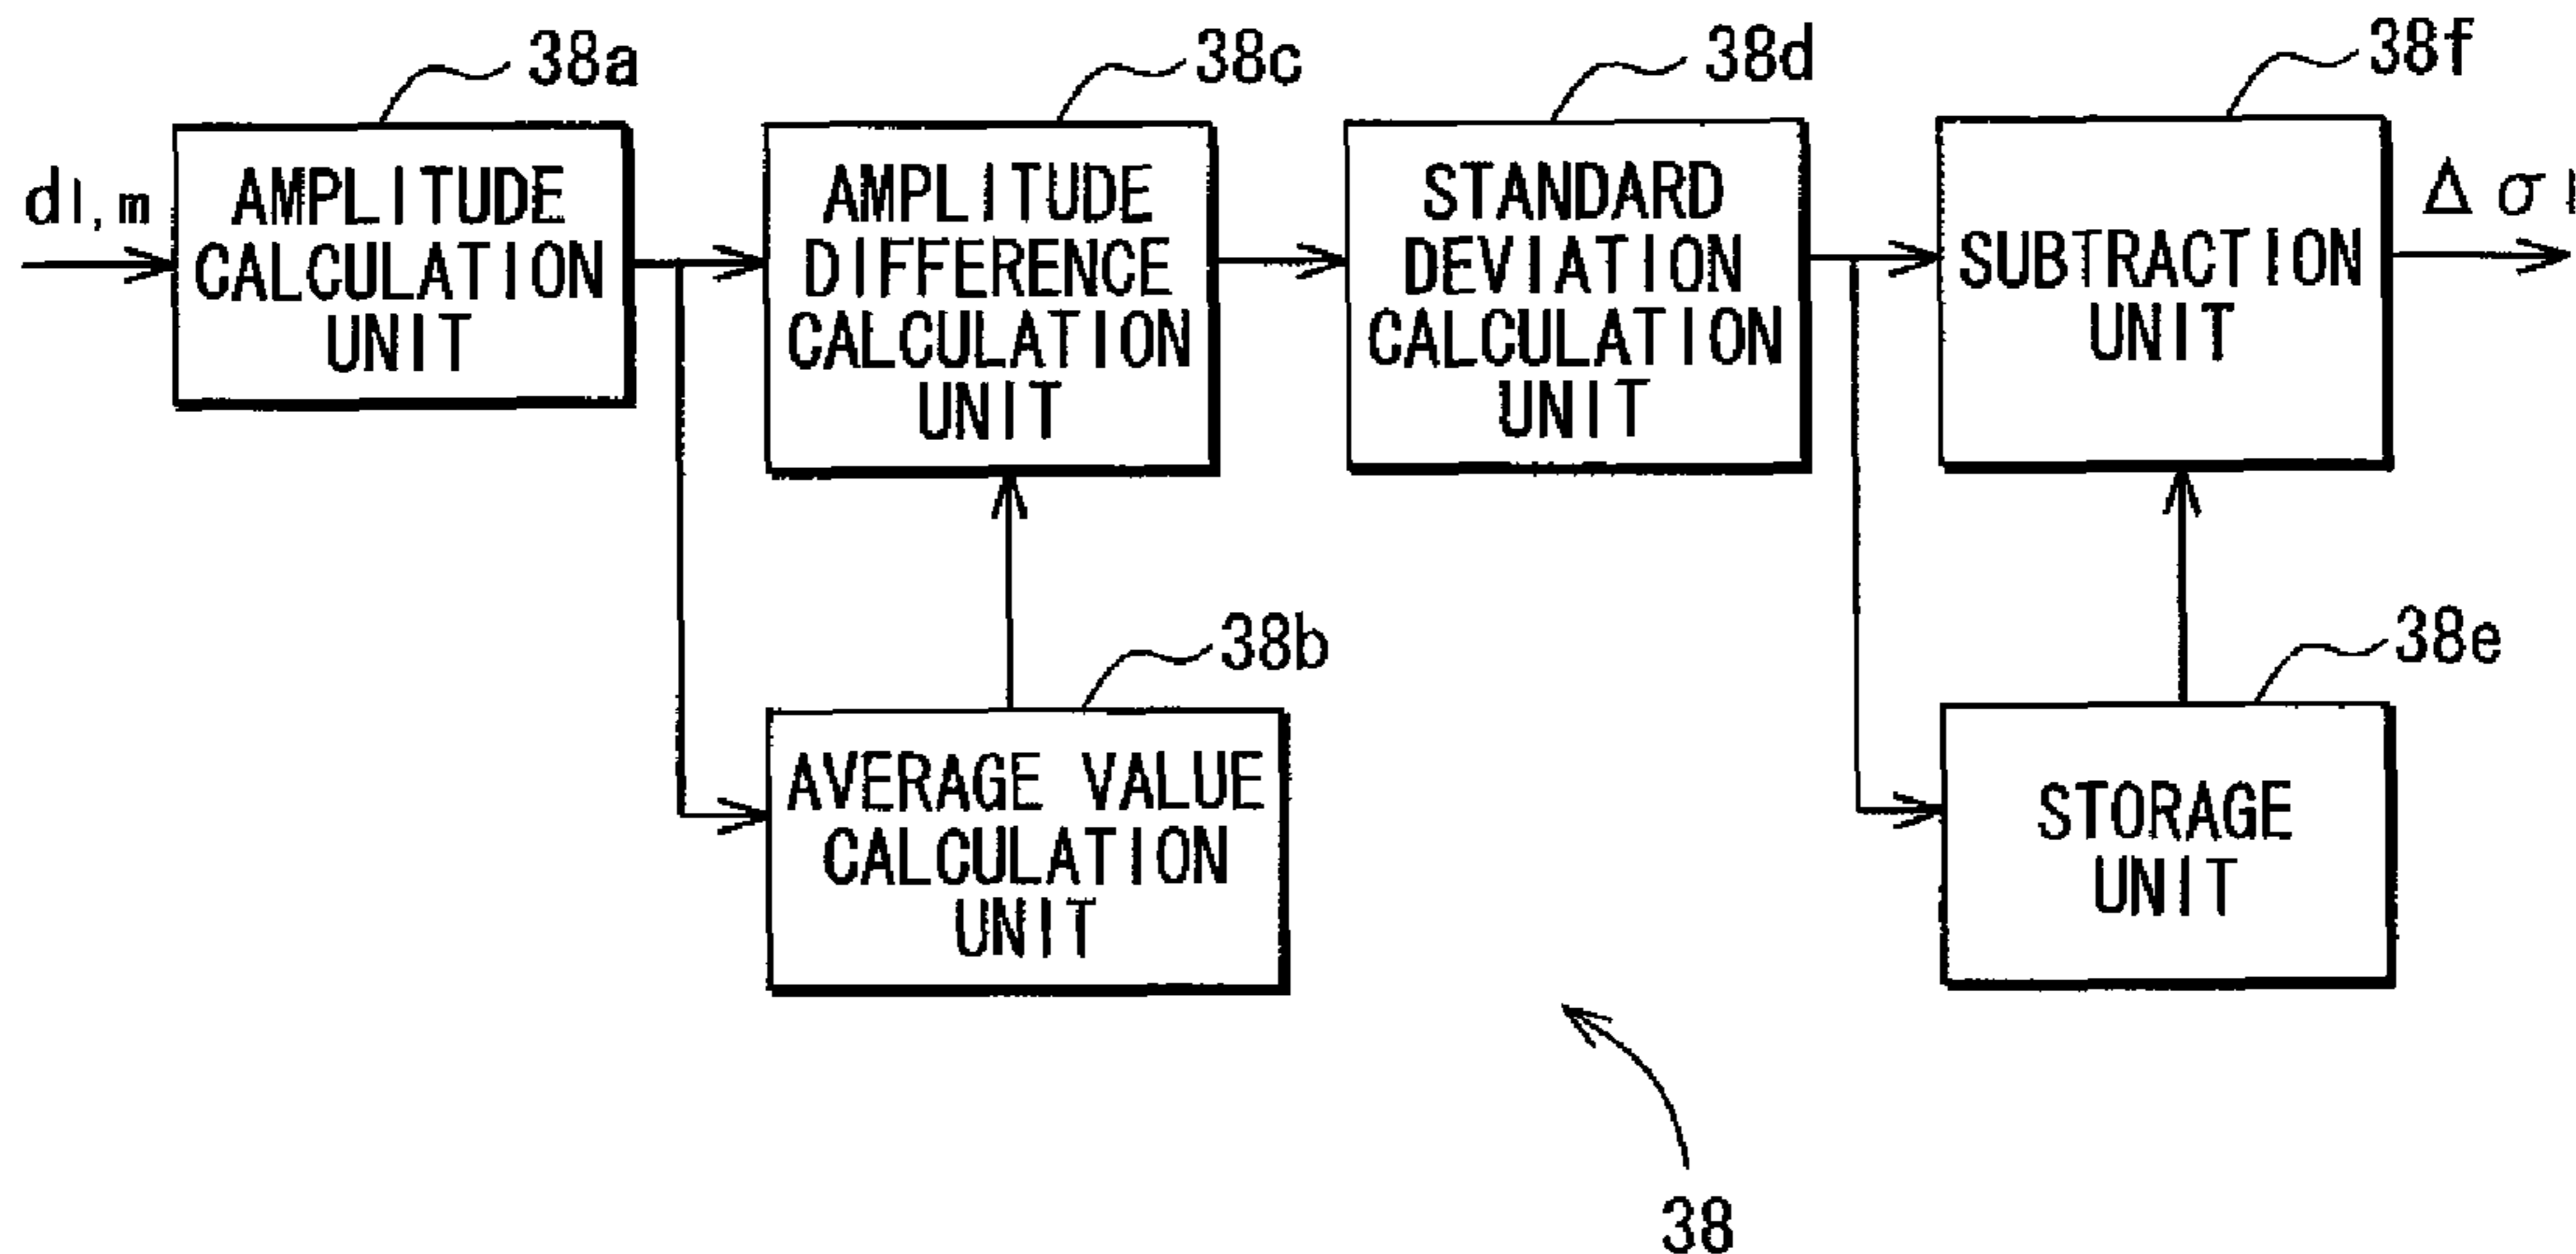 38a
38c
38d
38f
dl,m
AMPLITUDE
CALCULATION
UNIT
AMPLITUDE
DIFFERENCE
CALCULATION
UNIT
STANDARD
DEVIATION
CALCULATION
UNIT
SUBTRACTION
UNIT
Δσl
38b
38e
AVERAGE VALUE
CALCULATION
UNIT
STORAGE
UNIT
38